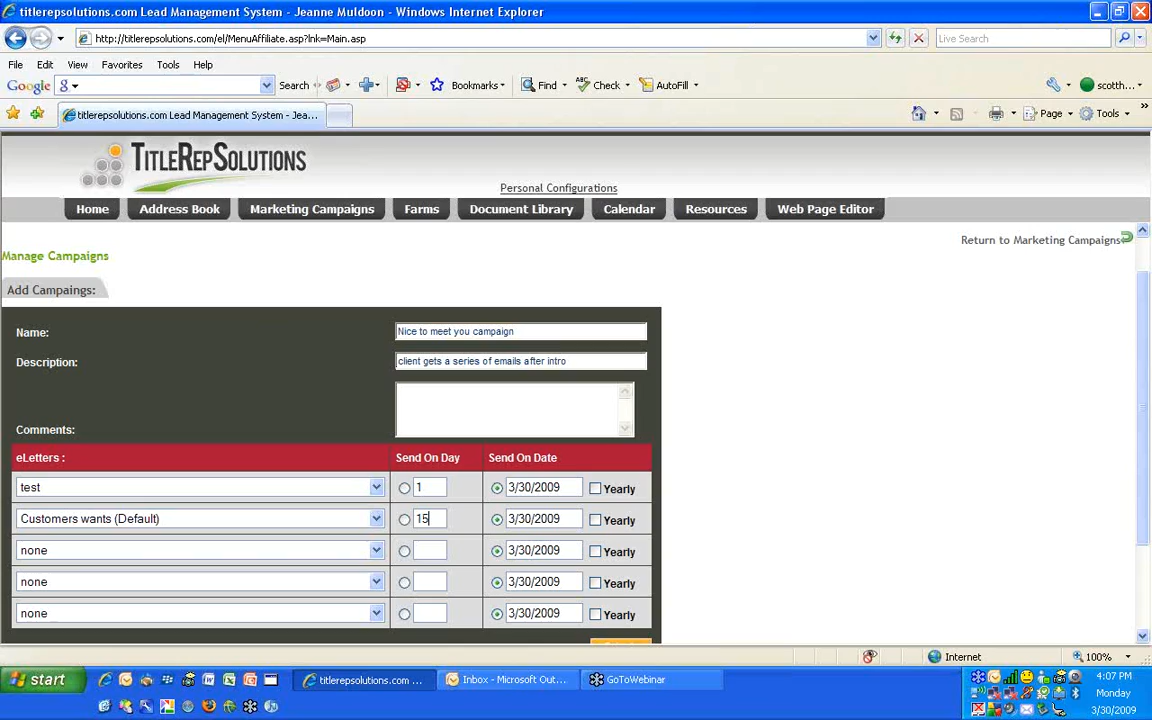 titlerepsolutions.com Lead Management System - Jeanne Muldoon - Windows Internet Explorer
http://titlerepsolutions.com/el/MenuAffiliate.asp?lnk=Main.asp
Live Search
File Edit View Favorites Tools Help
Google g Search Bookmarks Find Check AutoFill scotth...
titlerepsolutions.com Lead Management System - Jea...
Page Tools
TITLEREPSOLUTIONS
Personal Configurations
Home Address Book Marketing Campaigns Farms Document Library Calendar Resources Web Page Editor
Return to Marketing Campaigns
Manage Campaigns
Add Campaings:
Name: Nice to meet you campaign
Description: client gets a series of emails after intro
Comments:
eLetters : Send On Day Send On Date
test 1 3/30/2009 Yearly
Customers wants (Default) 15 3/30/2009 Yearly
none 3/30/2009 Yearly
none 3/30/2009 Yearly
none 3/30/2009 Yearly
Internet 100%
start titlerepsolutions.com ... Inbox - Microsoft Out... GoToWebinar
4:07 PM
Monday
3/30/2009